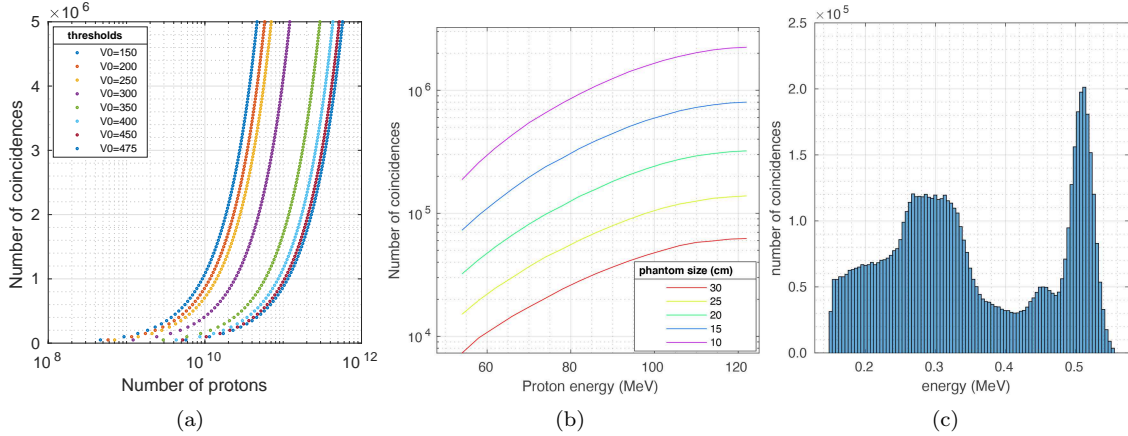 5 ×10^6
thresholds
V0=150
V0=200
V0=250
V0=300
V0=350
V0=400
V0=450
V0=475
4
3
2
1
0
10^8 10^10 10^12
Number of coincidences
Number of protons
(a)
10^6
10^5
10^4
Number of coincidences
phantom size (cm)
30
25
20
15
10
60 80 100 120
Proton energy (MeV)
(b)
2.5 ×10^5
2.0
1.5
1.0
0.5
0.0
number of coincidences
0.2 0.3 0.4 0.5
energy (MeV)
(c)